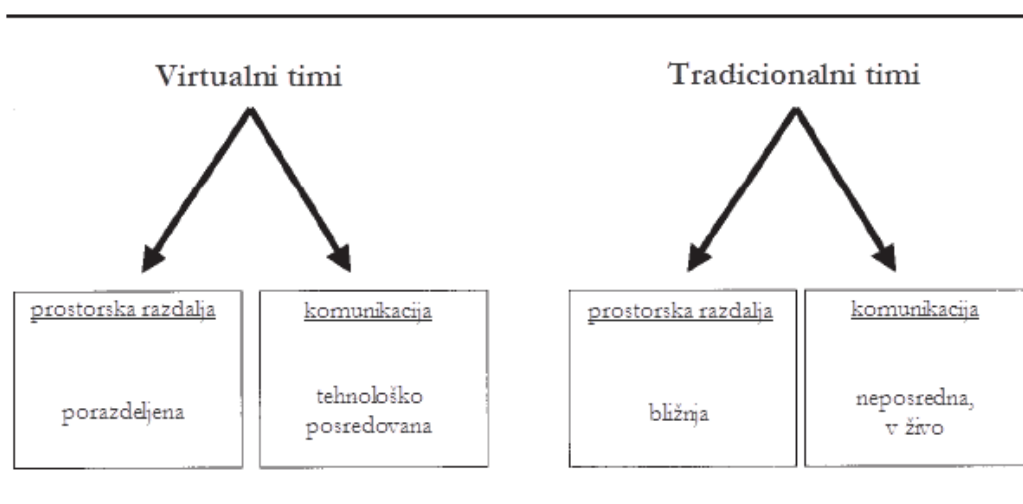 Virtualni timi
Tradicionalni timi
prostorska razdalja
porazdeljena
komunikacija
tehnološko
posredovana
prostorska razdalja
bližnja
komunikacija
neposredna,
v živo